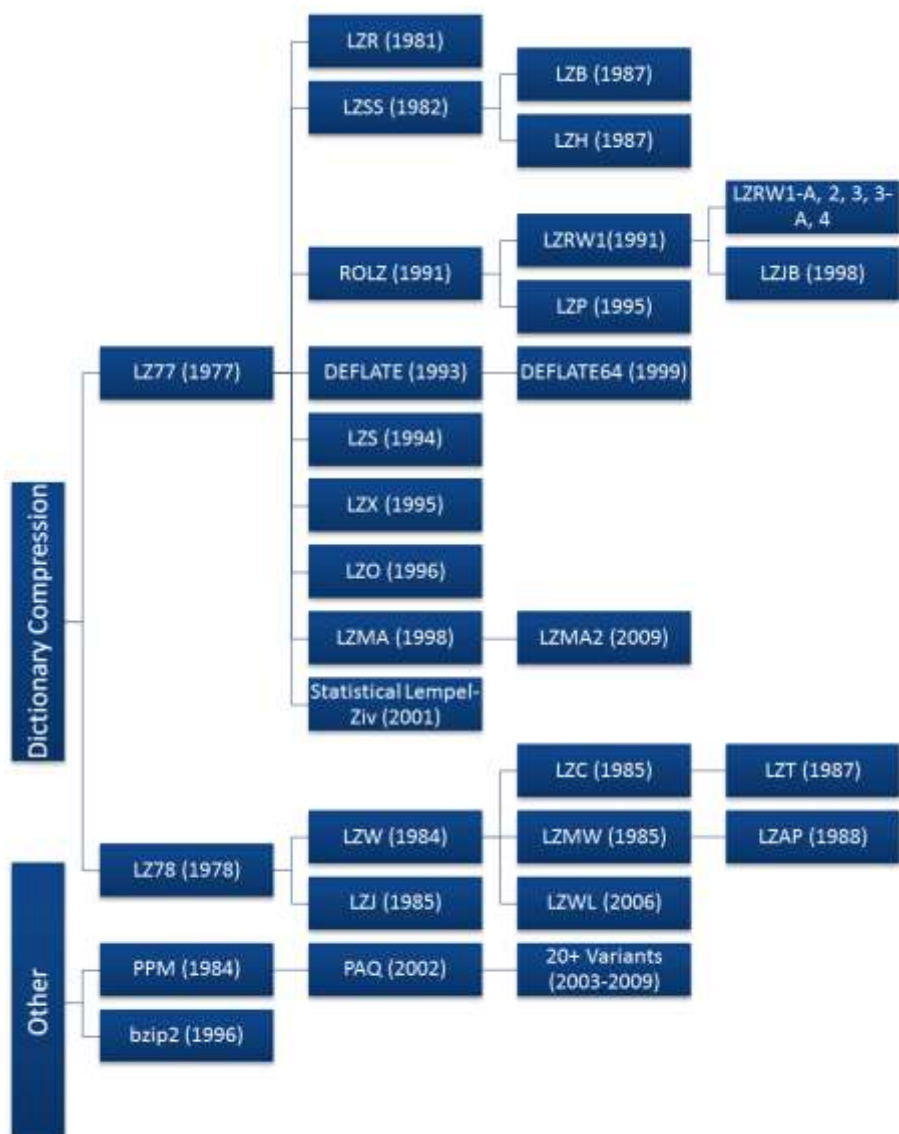 LZR (1981)
LZB (1987)
LZSS (1982)
LZH (1987)
LZRW1-A, 2, 3, 3-
A, 4
LZRW1(1991)
ROLZ (1991)
LZJB (1998)
LZP (1995)
LZ77 (1977)
DEFLATE (1993)
DEFLATE64 (1999)
LZS (1994)
LZX (1995)
Dictionary Compression
LZO (1996)
LZMA (1998)
LZMA2 (2009)
Statistical Lempel-
Ziv (2001)
LZC (1985)
LZT (1987)
LZW (1984)
LZMW (1985)
LZAP (1988)
LZ78 (1978)
LZJ (1985)
LZWL (2006)
Other
PPM (1984)
PAQ (2002)
20+ Variants
(2003-2009)
bzip2 (1996)